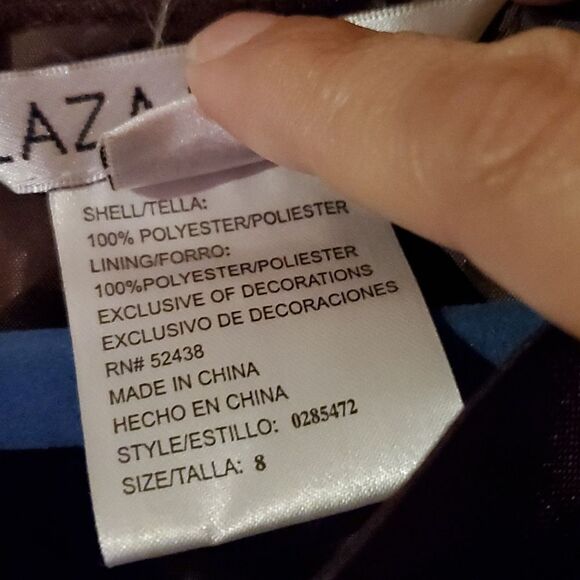 LAZA
SHELL/TELLA:
100% POLYESTER/POLIESTER
LINING/FORRO:
100%POLYESTER/POLIESTER
EXCLUSIVE OF DECORATIONS
EXCLUSIVO DE DECORACIONES
RN# 52438
MADE IN CHINA
HECHO EN CHINA
STYLE/ESTILLO: 0285472
SIZE/TALLA: 8